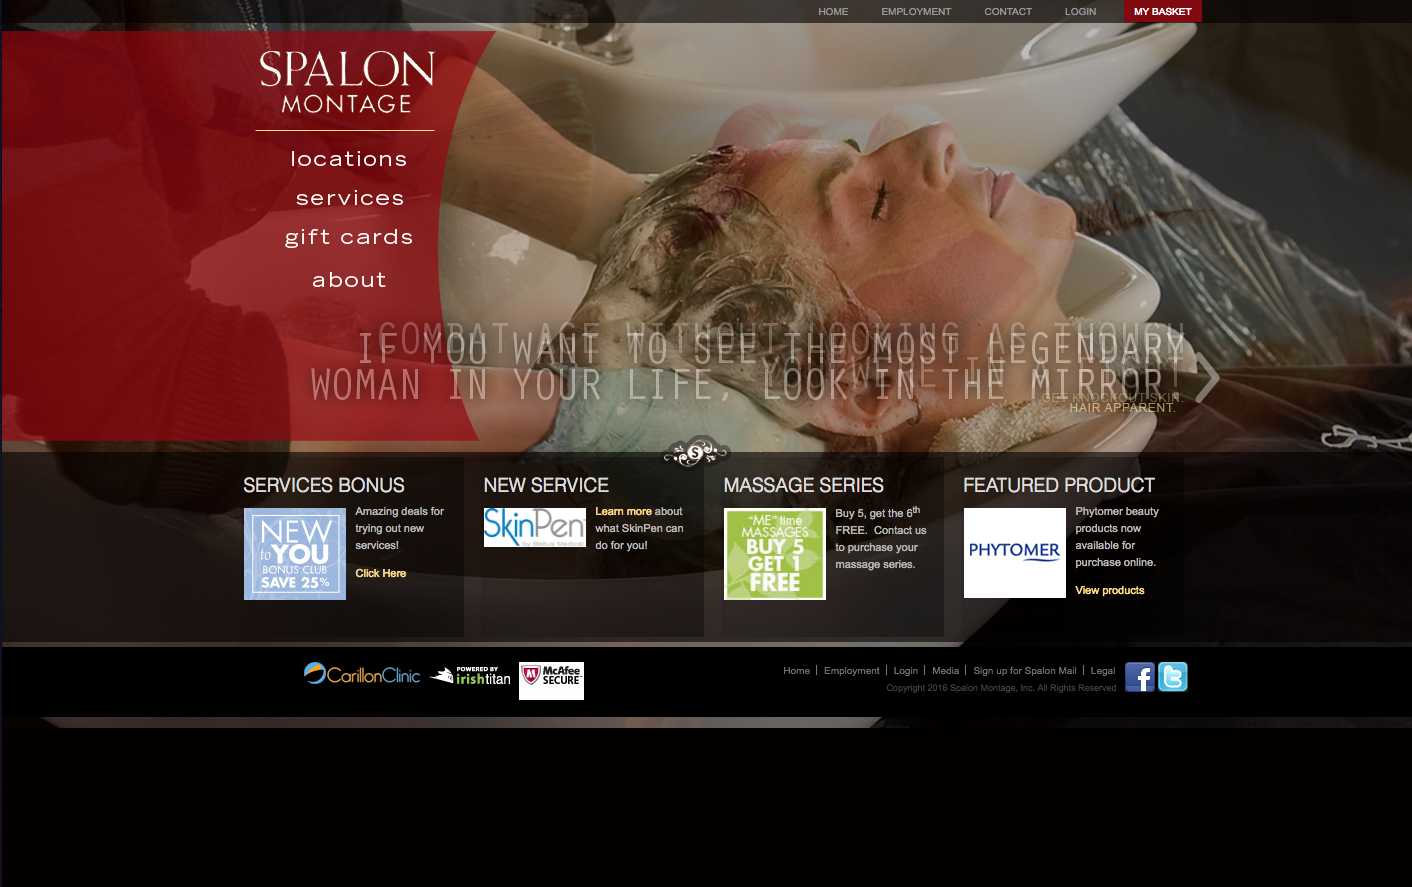 HOME
EMPLOYMENT
CONTACT
LOGIN
MY BASKET
SPALON
MONTAGE
locations
services
gift cards
about
COMBAT AGE WITHOUT LOOKING AS THOUGH
YOU WERE IN
IF YOU WANT TO SEE THE MOST LEGENDARY
WOMAN IN YOUR LIFE, LOOK IN THE MIRROR!
GET KNOCKOUT SKIN.
HAIR APPARENT.
S
SERVICES BONUS
NEW
to YOU
BONUS CLUB
SAVE 25%
Amazing deals for
trying out new
services!
Click Here
NEW SERVICE
SkinPen
by Bellus Medical
Learn more about
what SkinPen can
do for you!
MASSAGE SERIES
"ME" time
MASSAGES
BUY 5
GET 1
FREE
Buy 5, get the 6th
FREE. Contact us
to purchase your
massage series.
FEATURED PRODUCT
PHYTOMER
Phytomer beauty
products now
available for
purchase online.
View products
CarillonClinic
POWERED BY
irishtitan
McAfee
SECURE
Home | Employment | Login | Media | Sign up for Spalon Mail | Legal
Copyright 2016 Spalon Montage, Inc. All Rights Reserved
f
t